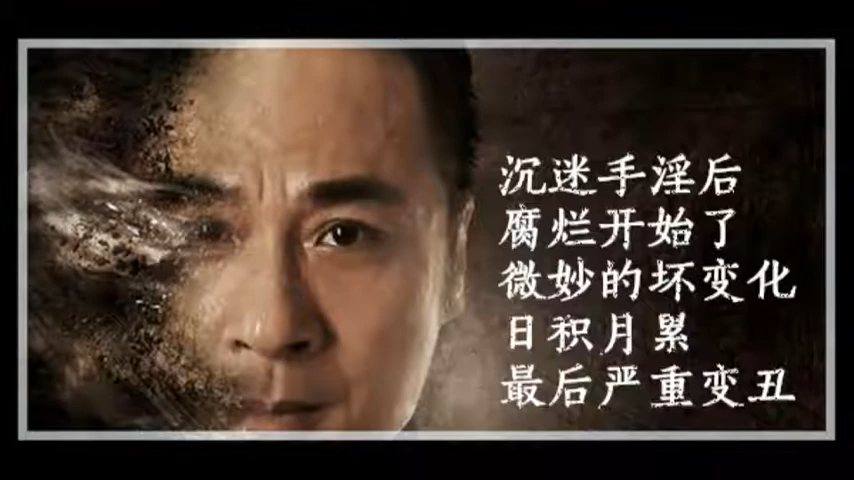 沉迷手淫后
腐烂开始了
微妙的坏变化
日积月累
最后严重变丑